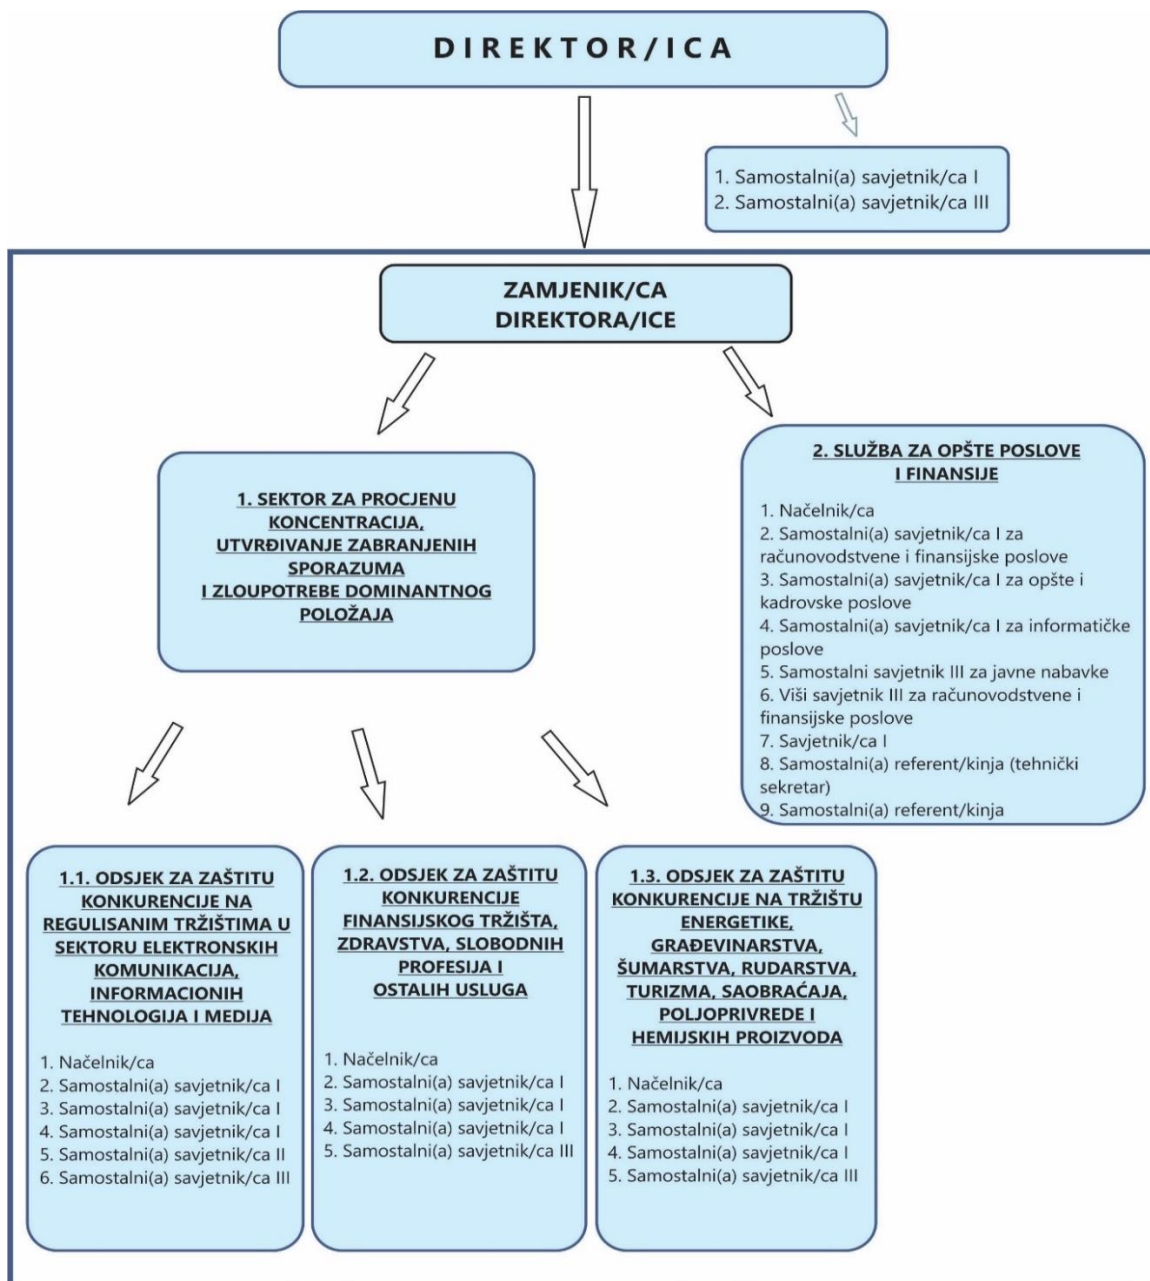 DIREKTOR/ICA
1. Samostalni(a) savjetnik/ca I
2. Samostalni(a) savjetnik/ca III
ZAMJENIK/CA
DIREKTORA/ICE
1. SEKTOR ZA PROCJENU
KONCENTRACIJA,
UTVRĐIVANJE ZABRANJENIH
SPORAZUMA
I ZLOUPOTREBE DOMINANTNOG
POLOŽAJA
2. SLUŽBA ZA OPŠTE POSLOVE
I FINANSIJE
1. Načelnik/ca
2. Samostalni(a) savjetnik/ca I za
računovodstvene i finansijske poslove
3. Samostalni(a) savjetnik/ca I za opšte i
kadrovske poslove
4. Samostalni(a) savjetnik/ca I za informatičke
poslove
5. Samostalni savjetnik III za javne nabavke
6. Viši savjetnik III za računovodstvene i
finansijske poslove
7. Savjetnik/ca I
8. Samostalni(a) referent/kinja (tehnički
sekretar)
9. Samostalni(a) referent/kinja
1.1. ODSJEK ZA ZAŠTITU
KONKURENCIJE NA
REGULISANIM TRŽIŠTIMA U
SEKTORU ELEKTRONSKIH
KOMUNIKACIJA,
INFORMACIONIH
TEHNOLOGIJA I MEDIJA
1. Načelnik/ca
2. Samostalni(a) savjetnik/ca I
3. Samostalni(a) savjetnik/ca I
4. Samostalni(a) savjetnik/ca I
5. Samostalni(a) savjetnik/ca II
6. Samostalni(a) savjetnik/ca III
1.2. ODSJEK ZA ZAŠTITU
KONKURENCIJE
FINANSIJSKOG TRŽIŠTA,
ZDRAVSTVA, SLOBODNIH
PROFESIJA I
OSTALIH USLUGA
1. Načelnik/ca
2. Samostalni(a) savjetnik/ca I
3. Samostalni(a) savjetnik/ca I
4. Samostalni(a) savjetnik/ca I
5. Samostalni(a) savjetnik/ca III
1.3. ODSJEK ZA ZAŠTITU
KONKURENCIJE NA TRŽIŠTU
ENERGETIKE,
GRAĐEVINARSTVA,
ŠUMARSTVA, RUDARSTVA,
TURIZMA, SAOBRAĆAJA,
POLJOPRIVREDE I
HEMIJSKIH PROIZVODA
1. Načelnik/ca
2. Samostalni(a) savjetnik/ca I
3. Samostalni(a) savjetnik/ca I
4. Samostalni(a) savjetnik/ca I
5. Samostalni(a) savjetnik/ca III